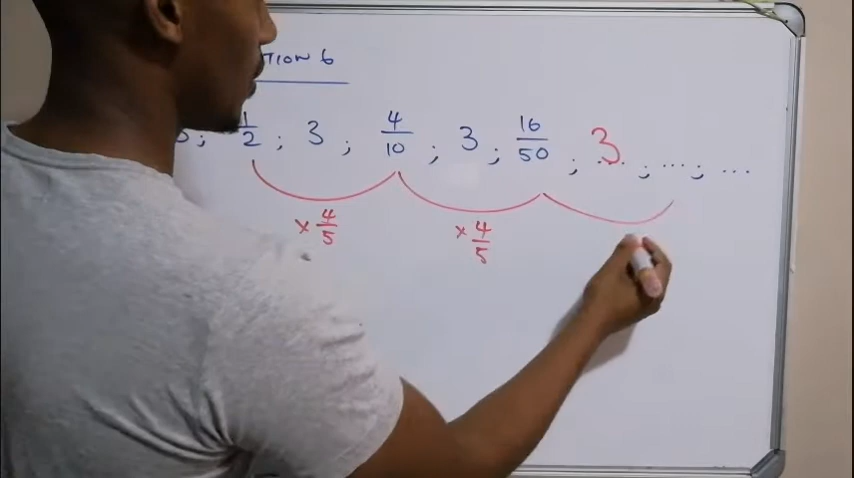 TION 6
; 1/2 ; 3 ; 4/10 ; 3 ; 16/50 ; 3 ; ... ; ...
× 4/5 × 4/5